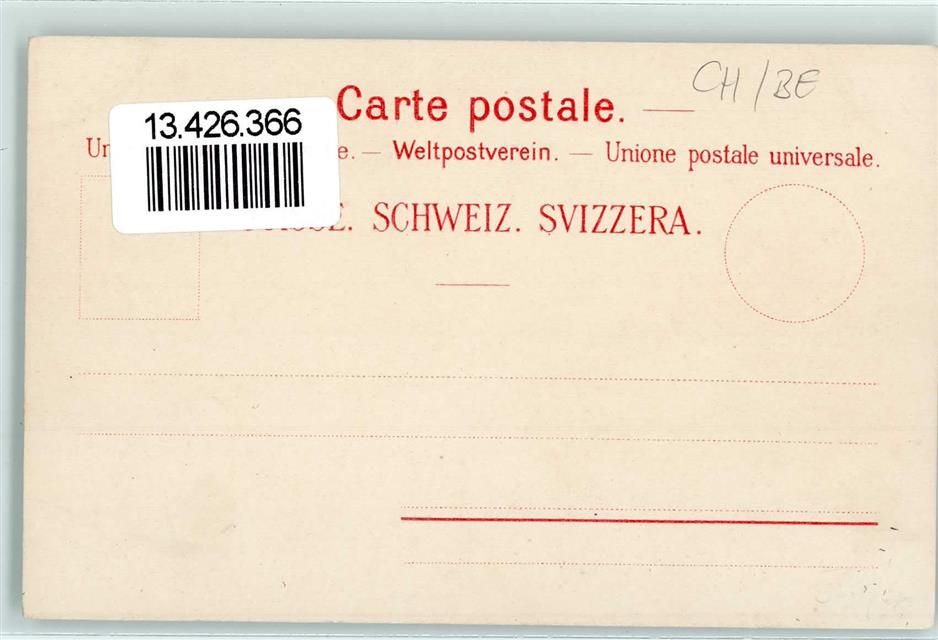 CH/BE
Carte postale.
13.426.366
e. — Weltpostverein. — Unione postale universale.
SCHWEIZ. SVIZZERA.